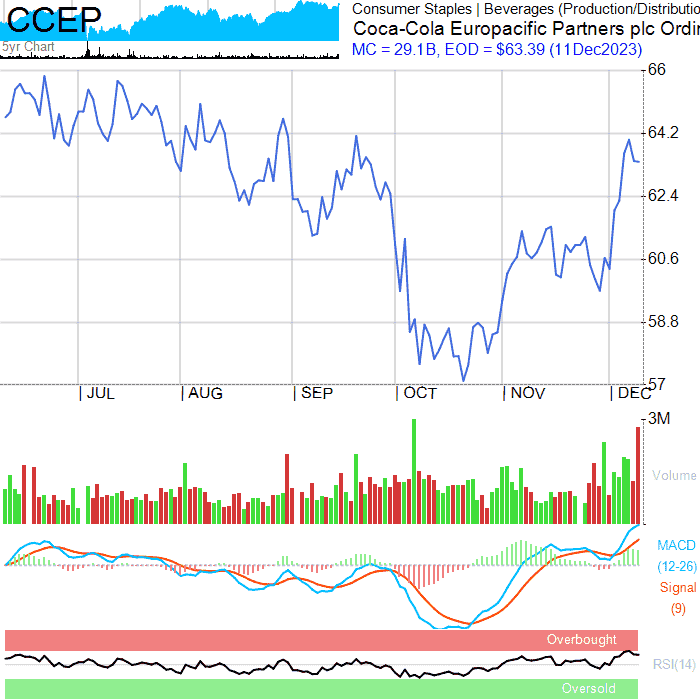 CCEP
5yr Chart
Consumer Staples | Beverages (Production/Distributio
Coca-Cola Europacific Partners plc Ordin
MC = 29.1B, EOD = $63.39 (11Dec2023)
66
64.2
62.4
60.6
58.8
57
| JUL | AUG | SEP | OCT | NOV | DEC
3M
Volume
MACD
(12-26)
Signal
(9)
Overbought
RSI(14)
Oversold